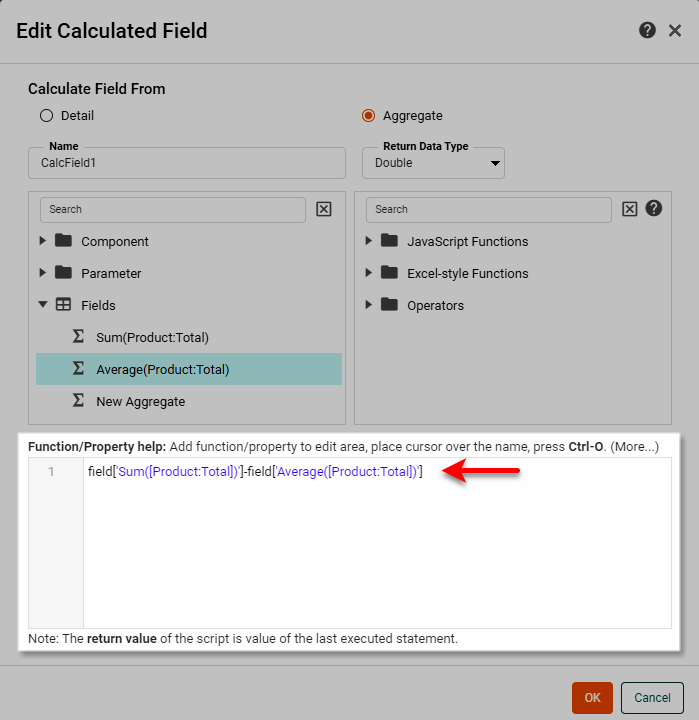 Edit Calculated Field
Calculate Field From
Detail
Aggregate
Name
CalcField1
Return Data Type
Double
Search
Component
Parameter
Fields
Sum(Product:Total)
Average(Product:Total)
New Aggregate
Search
JavaScript Functions
Excel-style Functions
Operators
Function/Property help: Add function/property to edit area, place cursor over the name, press Ctrl-O. (More...)
1 field['Sum([Product:Total])']-field['Average([Product:Total])']
Note: The return value of the script is value of the last executed statement.
OK
Cancel